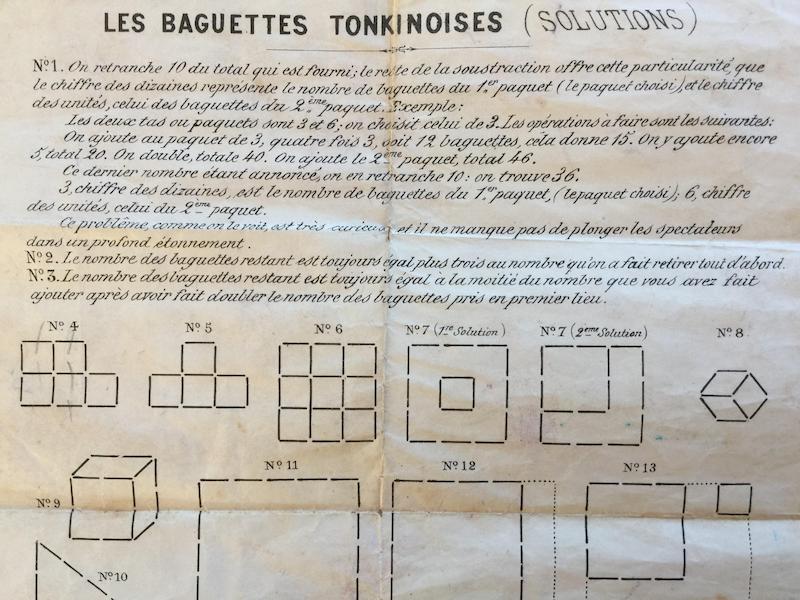 LES BAGUETTES TONKINOISES (SOLUTIONS)
Nº1. On retranche 10 du total qui est fourni; le reste de la soustraction offre cette particularité, que
le chiffre des dizaines représente le nombre de baguettes du 1.er paquet (le paquet choisi), et le chiffre
des unités, celui des baguettes du 2.ème paquet. Exemple:
Les deux tas ou paquets sont 3 et 6; on choisit celui de 3. Les opérations à faire sont les suivantes:
On ajoute au paquet de 3, quatre fois 3, soit 12 baguettes, cela donne 15. On y ajoute encore
5, total 20. On double, totale 40. On ajoute le 2ème paquet, total 46.
Ce dernier nombre étant annoncé, on en retranche 10: on trouve 36.
3, chiffre des dizaines, est le nombre de baguettes du 1.er paquet, (le paquet choisi); 6, chiffre
des unités, celui du 2ème paquet.
Ce problème, comme on le voit, est très curieux et il ne manque pas de plonger les spectateurs
dans un profond étonnement.
Nº2. Le nombre des baguettes restant est toujours égal plus trois au nombre qu'on a fait retirer tout d'abord.
Nº3. Le nombre des baguettes restant est toujours égal à la moitié du nombre que vous avez fait
ajouter après avoir fait doubler le nombre des baguettes pris en premier lieu.
Nº 4
Nº 5
Nº 6
Nº 7 (1re Solution)
Nº 7 (2ème Solution)
Nº 8
Nº 9
Nº 11
Nº 12
Nº 13
Nº 10